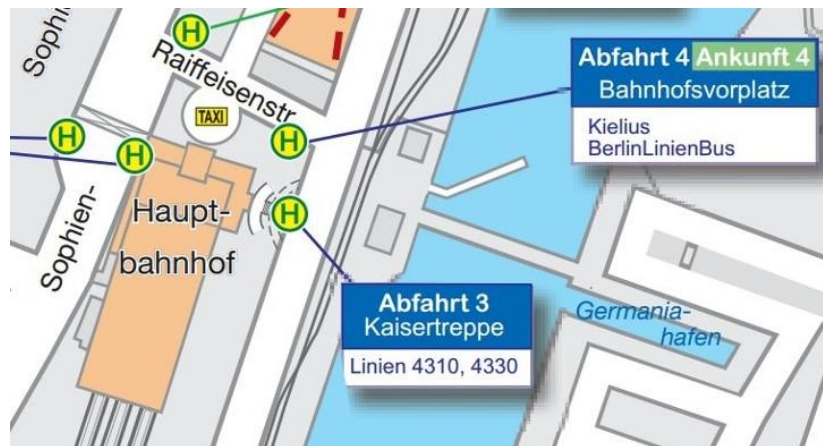 Sophien-
H
Raiffeisenstr
TAXI
H
H
H
Abfahrt 4 Ankunft 4
Bahnhofsvorplatz
Kielius
BerlinLinienBus
Sophien-
Haupt-
bahnhof
H
Abfahrt 3
Kaisertreppe
Linien 4310, 4330
Germania-
hafen